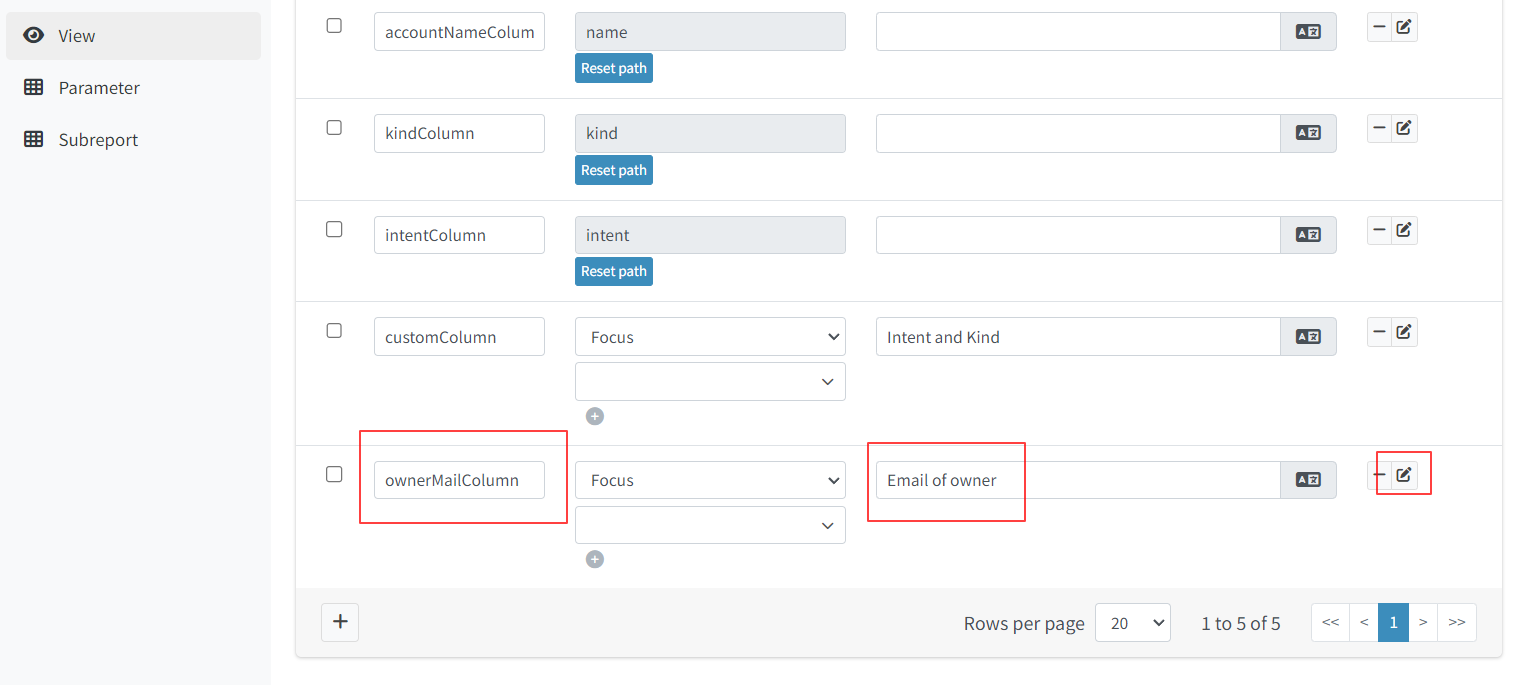 View
Parameter
Subreport
accountNameColum
name
Reset path
kindColumn
kind
Reset path
intentColumn
intent
Reset path
customColumn
Focus
Intent and Kind
ownerMailColumn
Focus
Email of owner
Rows per page 20 1 to 5 of 5 << < 1 > >>